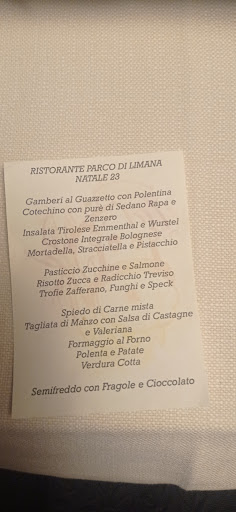 RISTORANTE PARCO DI LIMANA
NATALE 23
Gamberi al Guazzetto con Polentina
Cotechino con purè di Sedano Rapa e
Zenzero
Insalata Tirolese Emmenthal e Wurstel
Crostone Integrale Bolognese
Mortadella, Stracciatella e Pistacchio
Pasticcio Zucchine e Salmone
Risotto Zucca e Radicchio Treviso
Trofie Zafferano, Funghi e Speck
Spiedo di Carne mista
Tagliata di Manzo con Salsa di Castagne
e Valeriana
Formaggio al Forno
Polenta e Patate
Verdura Cotta
Semifreddo con Fragole e Cioccolato